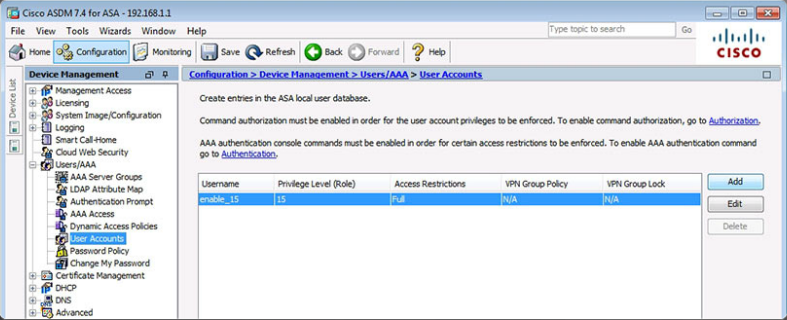 Cisco ASDM 7.4 for ASA - 192.168.1.1
File View Tools Wizards Window Help
Type topic to search Go
Home Configuration Monitoring Save Refresh Back Forward Help
CISCO
Device List
Device Management
Management Access
Licensing
System Image/Configuration
Logging
Smart Call-Home
Cloud Web Security
Users/AAA
AAA Server Groups
LDAP Attribute Map
Authentication Prompt
AAA Access
Dynamic Access Policies
User Accounts
Password Policy
Change My Password
Certificate Management
DHCP
DNS
Advanced
Configuration > Device Management > Users/AAA > User Accounts
Create entries in the ASA local user database.
Command authorization must be enabled in order for the user account privileges to be enforced. To enable command authorization, go to Authorization.
AAA authentication console commands must be enabled in order for certain access restrictions to be enforced. To enable AAA authentication command
go to Authentication.
Username Privilege Level (Role) Access Restrictions VPN Group Policy VPN Group Lock
enable_15 15 Full N/A N/A
Add
Edit
Delete